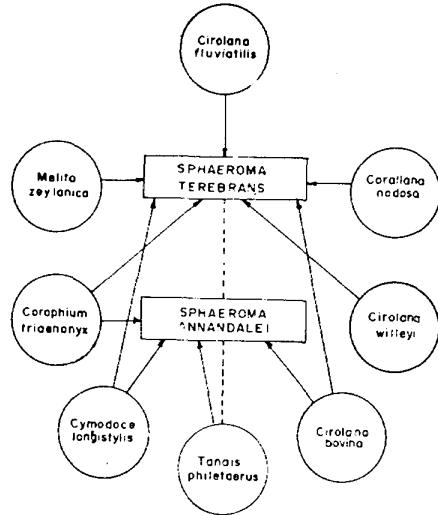 Cirolana
fluviatilis
SPHAEROMA
TEREBRANS
Melita
zeylanica
Corallana
nodosa
Corophium
triaenonyx
SPHAEROMA
ANNANDALEI
Cirolana
willeyi
Cymodoce
longistylis
Tanais
philetaerus
Cirolana
bovina